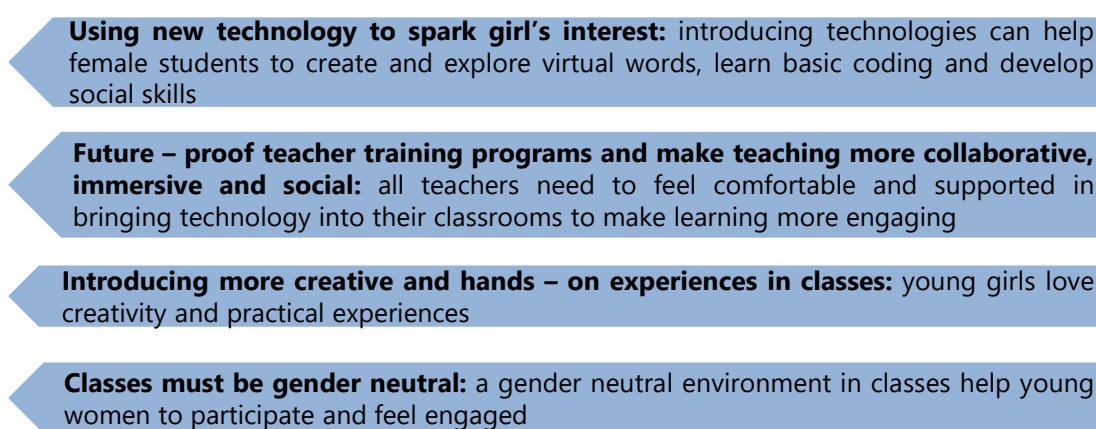 Using new technology to spark girl’s interest: introducing technologies can help
female students to create and explore virtual words, learn basic coding and develop
social skills
Future – proof teacher training programs and make teaching more collaborative,
immersive and social: all teachers need to feel comfortable and supported in
bringing technology into their classrooms to make learning more engaging
Introducing more creative and hands – on experiences in classes: young girls love
creativity and practical experiences
Classes must be gender neutral: a gender neutral environment in classes help young
women to participate and feel engaged